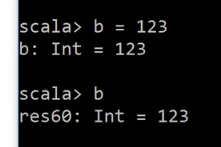 scala> b = 123
b: Int = 123
scala> b
res60: Int = 123